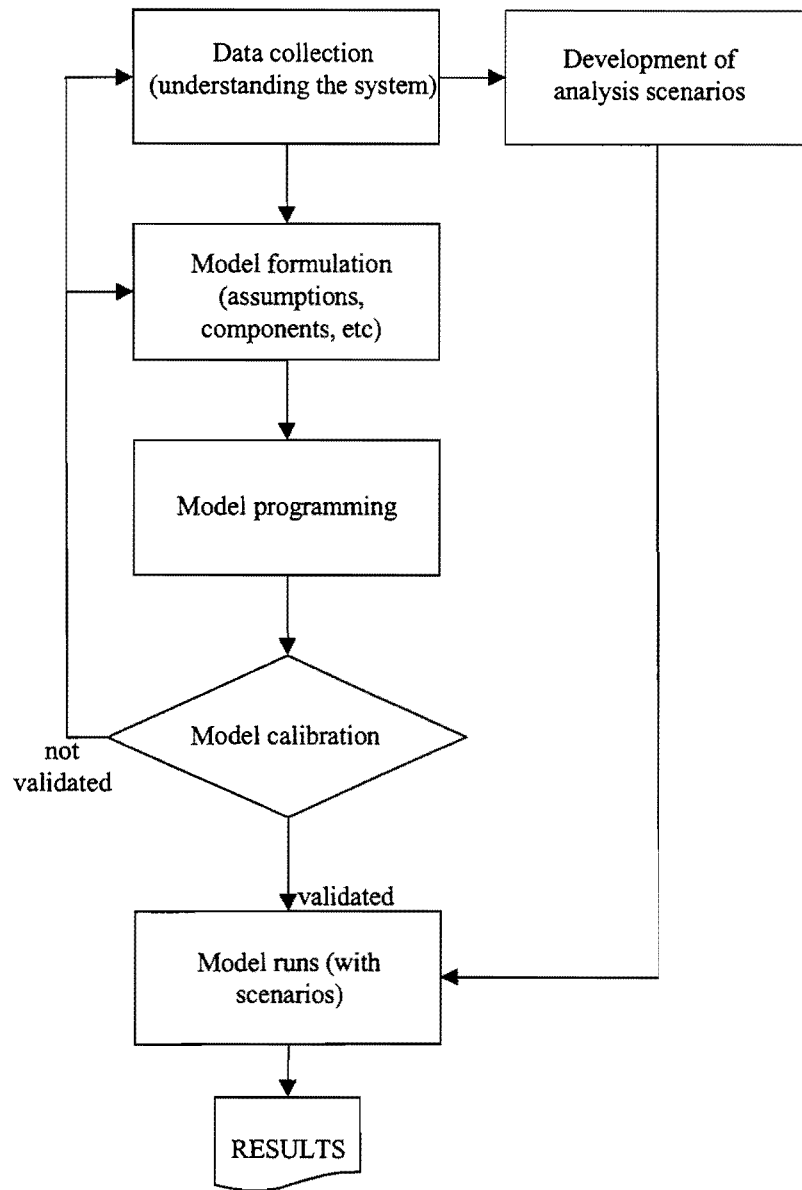 Data collection
(understanding the system)
Development of
analysis scenarios
Model formulation
(assumptions,
components, etc)
Model programming
Model calibration
not
validated
validated
Model runs (with
scenarios)
RESULTS